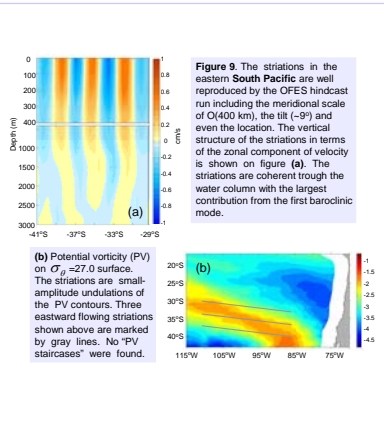 0
100
200
300
400
1000
1500
2000
2500
3000
Depth (m)
-41°S -37°S -33°S -29°S
(a)
1
0.8
0.6
0.4
0.2
0
-0.2
-0.4
-0.6
-0.8
-1
cm/s
Figure 9. The striations in the
eastern South Pacific are well
reproduced by the OFES hindcast
run including the meridional scale
of O(400 km), the tilt (~9º) and
even the location. The vertical
structure of the striations in terms
of the zonal component of velocity
is shown on figure (a). The
striations are coherent trough the
water column with the largest
contribution from the first baroclinic
mode.
(b) Potential vorticity (PV)
on σθ =27.0 surface.
The striations are small-
amplitude undulations of
the PV contours. Three
eastward flowing striations
shown above are marked
by gray lines. No “PV
staircases” were found.
(b)
20°S
25°S
30°S
35°S
40°S
115°W 105°W 95°W 85°W 75°W
-1
-1.5
-2
-2.5
-3
-3.5
-4
-4.5